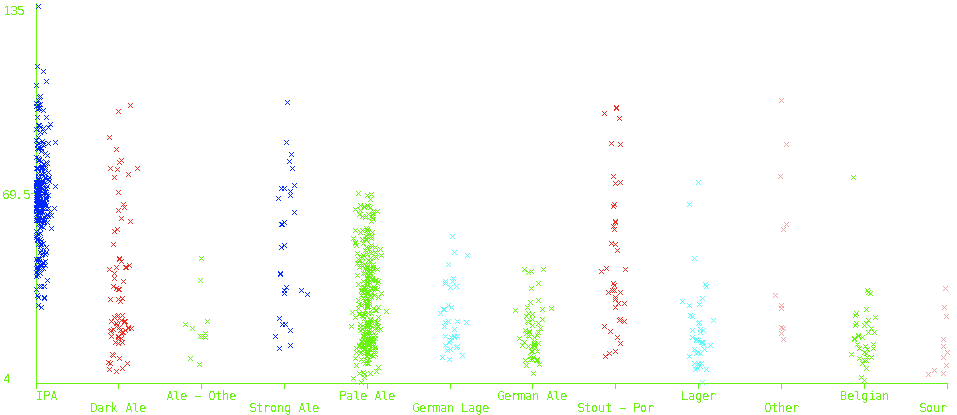 135
69.5
4
IPA
Ale - Othe
Pale Ale
German Ale
Lager
Belgian
Dark Ale
Strong Ale
German Lage
Stout - Por
Other
Sour